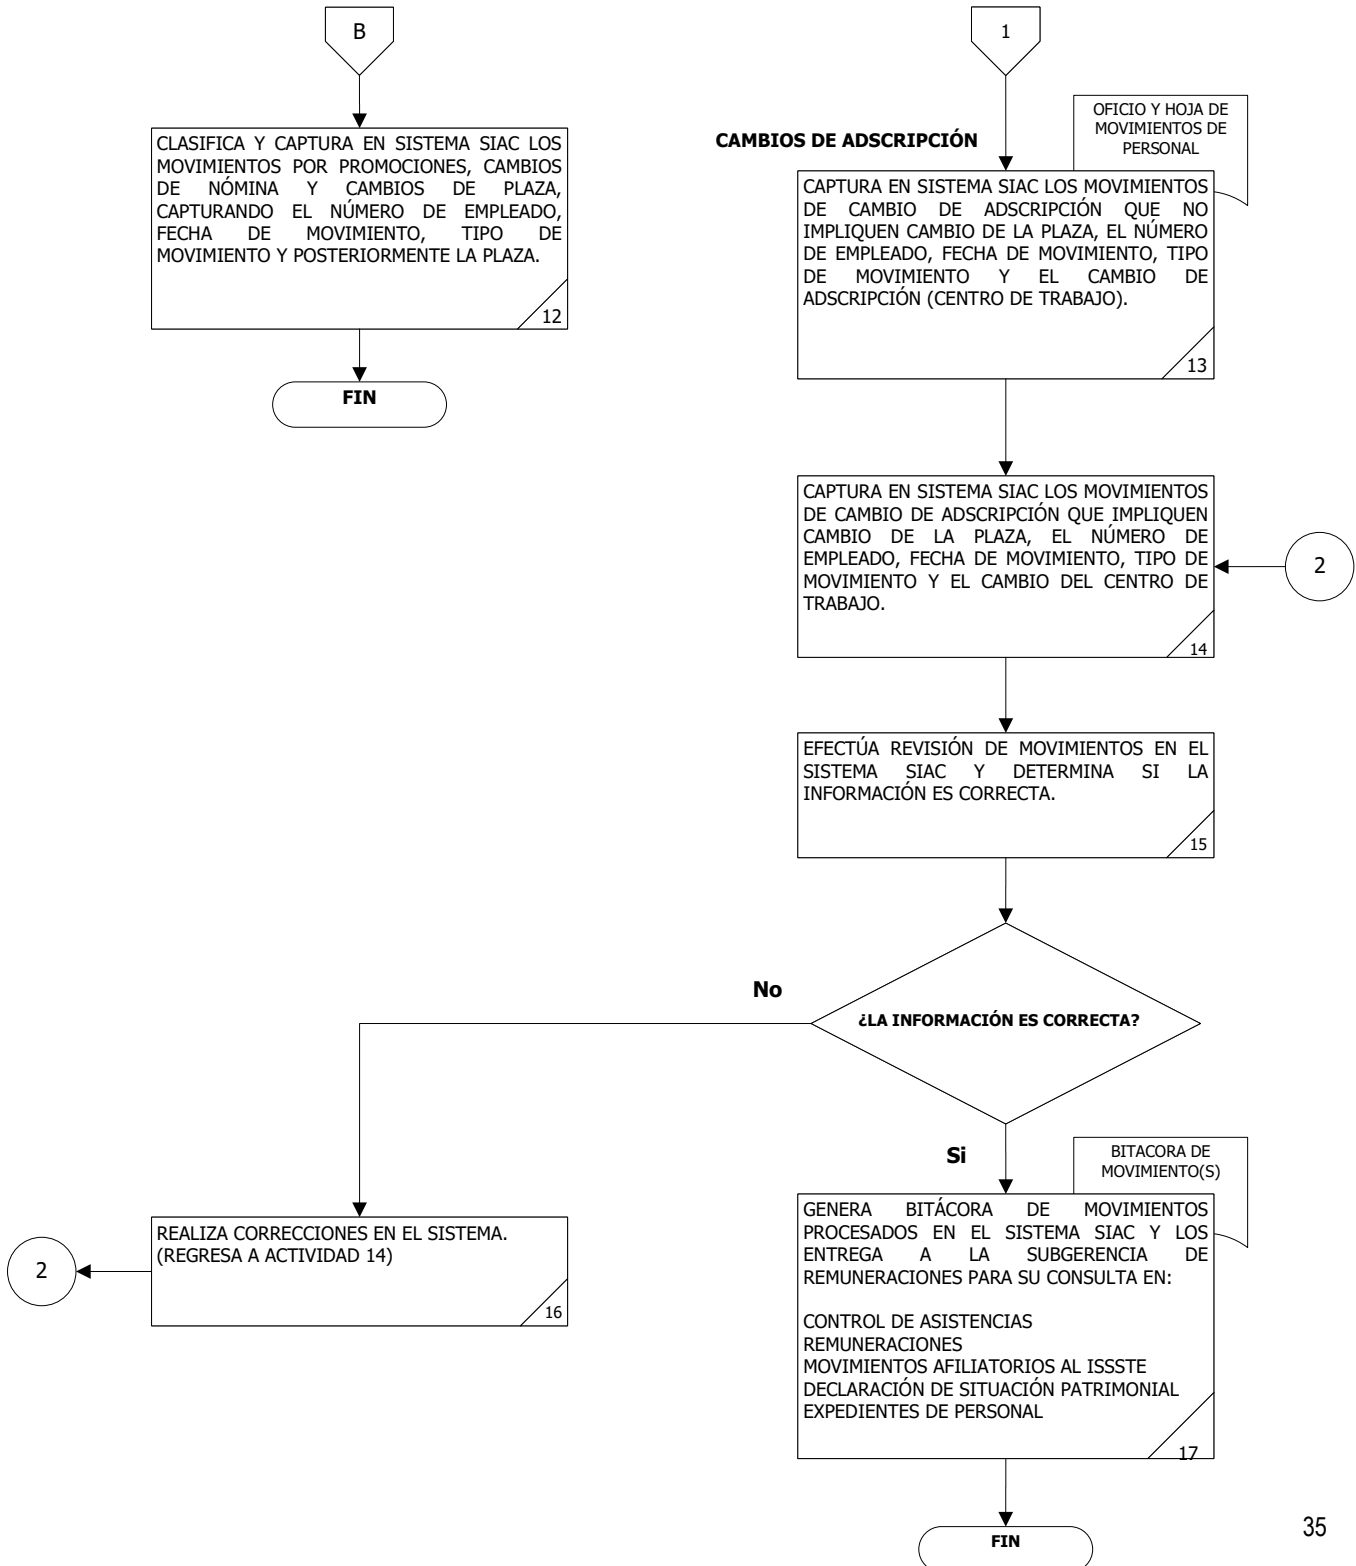 B
CLASIFICA Y CAPTURA EN SISTEMA SIAC LOS
MOVIMIENTOS POR PROMOCIONES, CAMBIOS
DE NÓMINA Y CAMBIOS DE PLAZA,
CAPTURANDO EL NÚMERO DE EMPLEADO,
FECHA DE MOVIMIENTO, TIPO DE
MOVIMIENTO Y POSTERIORMENTE LA PLAZA.
12
FIN
1
CAMBIOS DE ADSCRIPCIÓN
OFICIO Y HOJA DE
MOVIMIENTOS DE
PERSONAL
CAPTURA EN SISTEMA SIAC LOS MOVIMIENTOS
DE CAMBIO DE ADSCRIPCIÓN QUE NO
IMPLIQUEN CAMBIO DE LA PLAZA, EL NÚMERO
DE EMPLEADO, FECHA DE MOVIMIENTO, TIPO
DE MOVIMIENTO Y EL CAMBIO DE
ADSCRIPCIÓN (CENTRO DE TRABAJO).
13
CAPTURA EN SISTEMA SIAC LOS MOVIMIENTOS
DE CAMBIO DE ADSCRIPCIÓN QUE IMPLIQUEN
CAMBIO DE LA PLAZA, EL NÚMERO DE
EMPLEADO, FECHA DE MOVIMIENTO, TIPO DE
MOVIMIENTO Y EL CAMBIO DEL CENTRO DE
TRABAJO.
14
2
EFECTÚA REVISIÓN DE MOVIMIENTOS EN EL
SISTEMA SIAC Y DETERMINA SI LA
INFORMACIÓN ES CORRECTA.
15
No
¿LA INFORMACIÓN ES CORRECTA?
Si
REALIZA CORRECCIONES EN EL SISTEMA.
(REGRESA A ACTIVIDAD 14)
16
2
BITACORA DE
MOVIMIENTO(S)
GENERA BITÁCORA DE MOVIMIENTOS
PROCESADOS EN EL SISTEMA SIAC Y LOS
ENTREGA A LA SUBGERENCIA DE
REMUNERACIONES PARA SU CONSULTA EN:
CONTROL DE ASISTENCIAS
REMUNERACIONES
MOVIMIENTOS AFILIATORIOS AL ISSSTE
DECLARACIÓN DE SITUACIÓN PATRIMONIAL
EXPEDIENTES DE PERSONAL
17
FIN
35